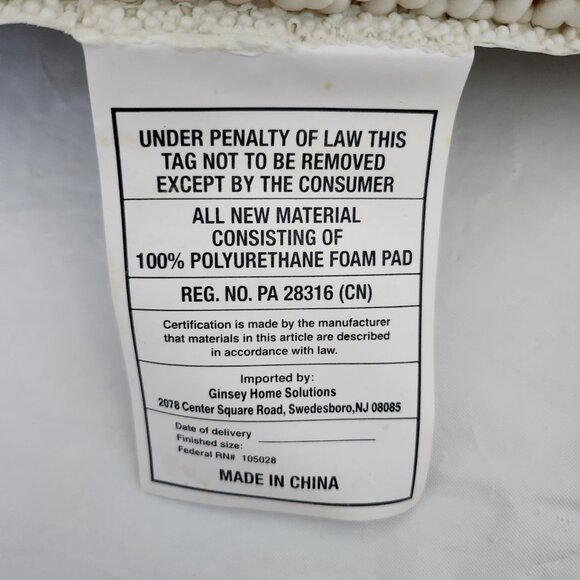 UNDER PENALTY OF LAW THIS
TAG NOT TO BE REMOVED
EXCEPT BY THE CONSUMER
ALL NEW MATERIAL
CONSISTING OF
100% POLYURETHANE FOAM PAD
REG. NO. PA 28316 (CN)
Certification is made by the manufacturer
that materials in this article are described
in accordance with law.
Imported by:
Ginsey Home Solutions
2078 Center Square Road, Swedesboro,NJ 08085
Date of delivery
Finished size:
Federal RN# 105028
MADE IN CHINA